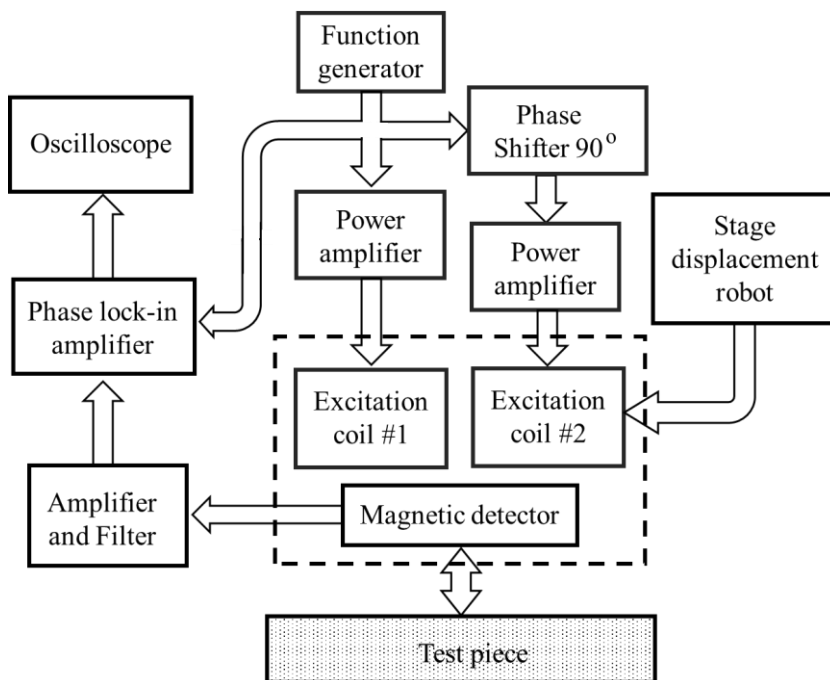 Function
generator
Oscilloscope
Phase
Shifter 90°
Power
amplifier
Power
amplifier
Stage
displacement
robot
Phase lock-in
amplifier
Excitation
coil #1
Excitation
coil #2
Amplifier
and Filter
Magnetic detector
Test piece